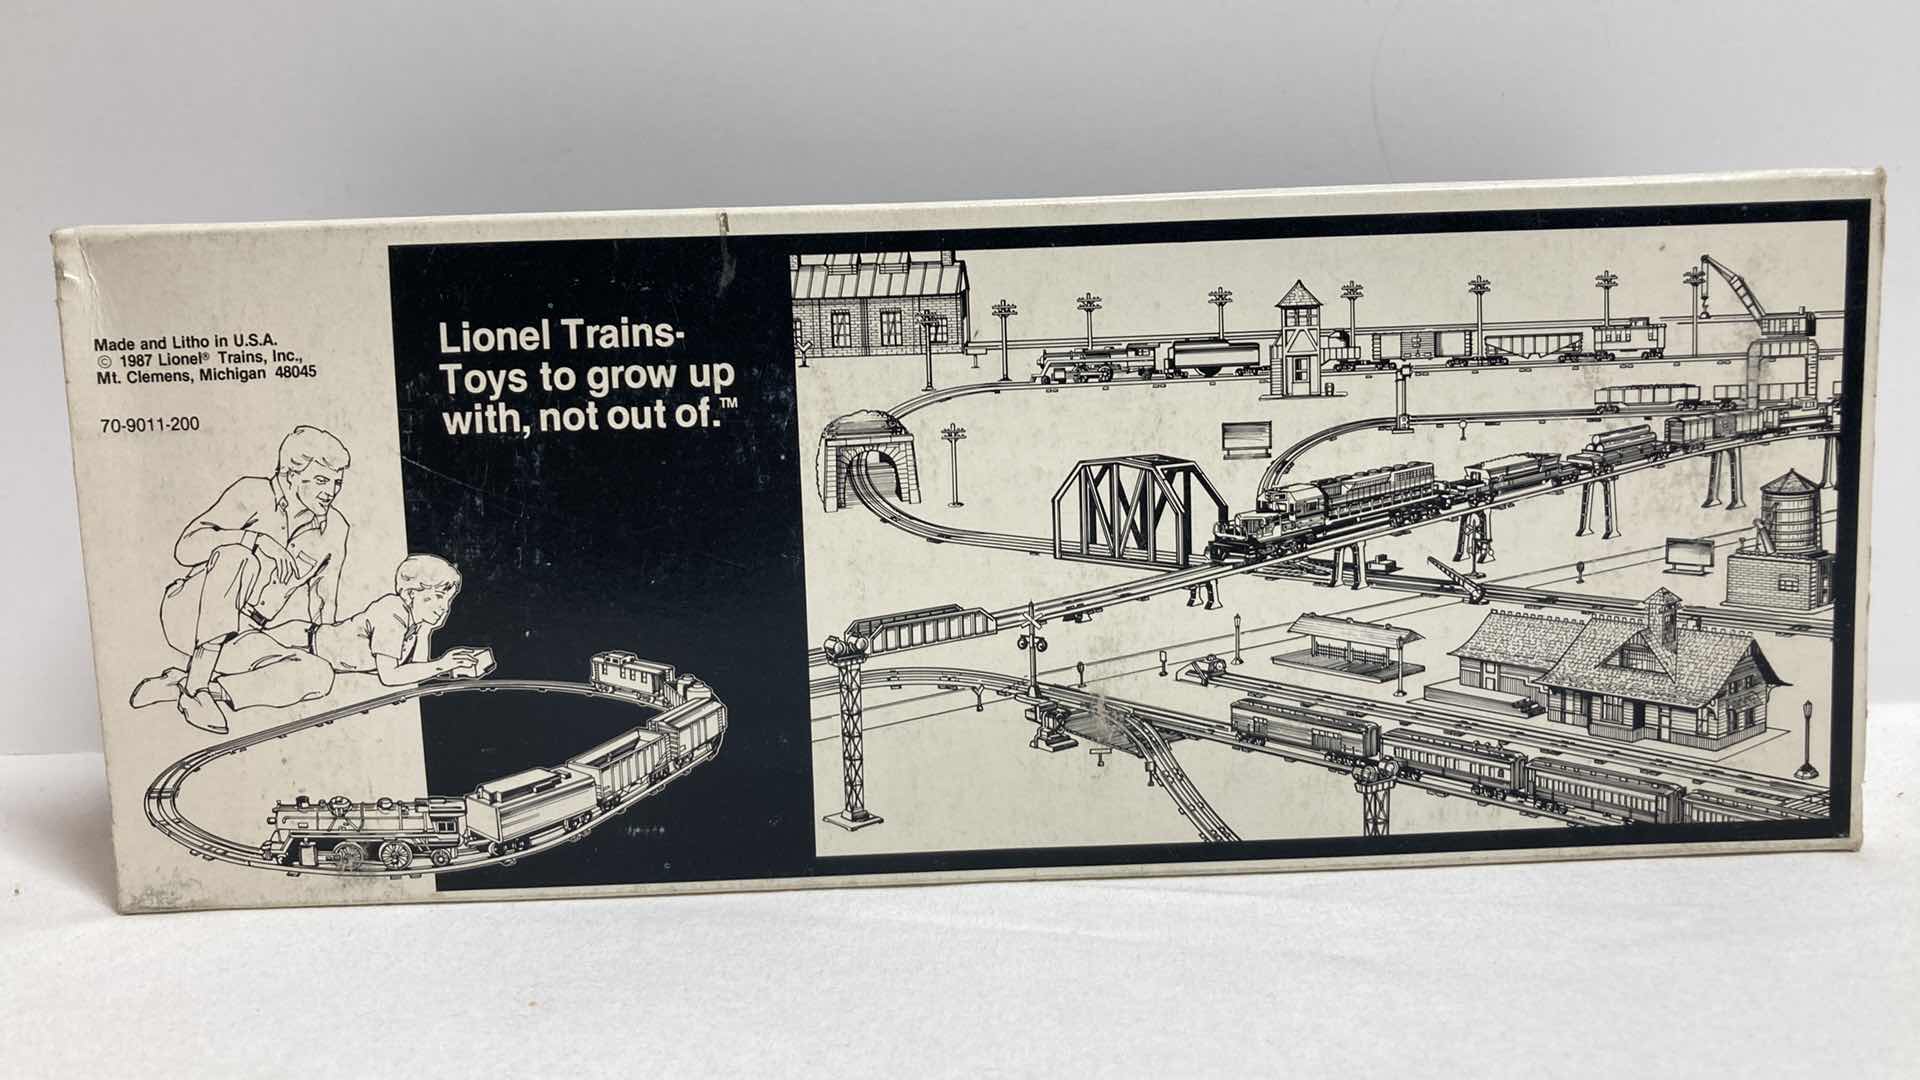 Made and Litho in U.S.A.
© 1987 Lionel® Trains, Inc.,
Mt. Clemens, Michigan 48045
70-9011-200
Lionel Trains-
Toys to grow up
with, not out of.™